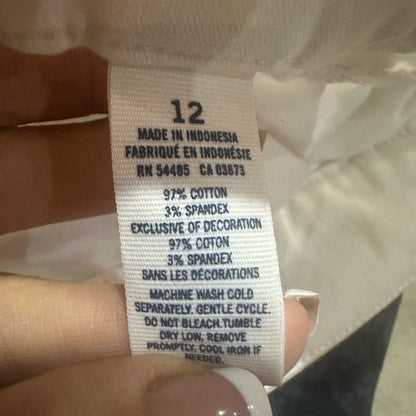 12
MADE IN INDONESIA
FABRIQUÉ EN INDONÉSIE
RN 54485 CA 03673
97% COTTON
3% SPANDEX
EXCLUSIVE OF DECORATION
97% COTON
3% SPANDEX
SANS LES DÉCORATIONS
MACHINE WASH COLD
SEPARATELY. GENTLE CYCLE.
DO NOT BLEACH.TUMBLE
DRY LOW. REMOVE
PROMPTLY. COOL IRON IF
NEEDED.